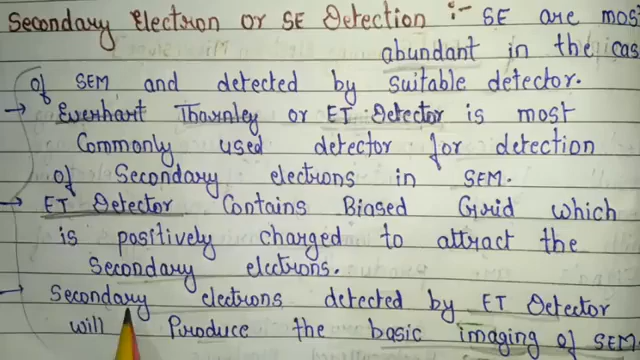 Secondary Electron or SE Detection :- SE are most
abundant in the cas
of SEM and detected by suitable detector.
→ Everhart Thornley or ET Detector is most
Commonly used detector for detection
of Secondary electrons in SEM.
→ ET Detector Contains Biased Grid which
is positively charged to attract the
Secondary electrons.
→ Secondary electrons detected by ET Detector
will Produce the basic imaging of SEM